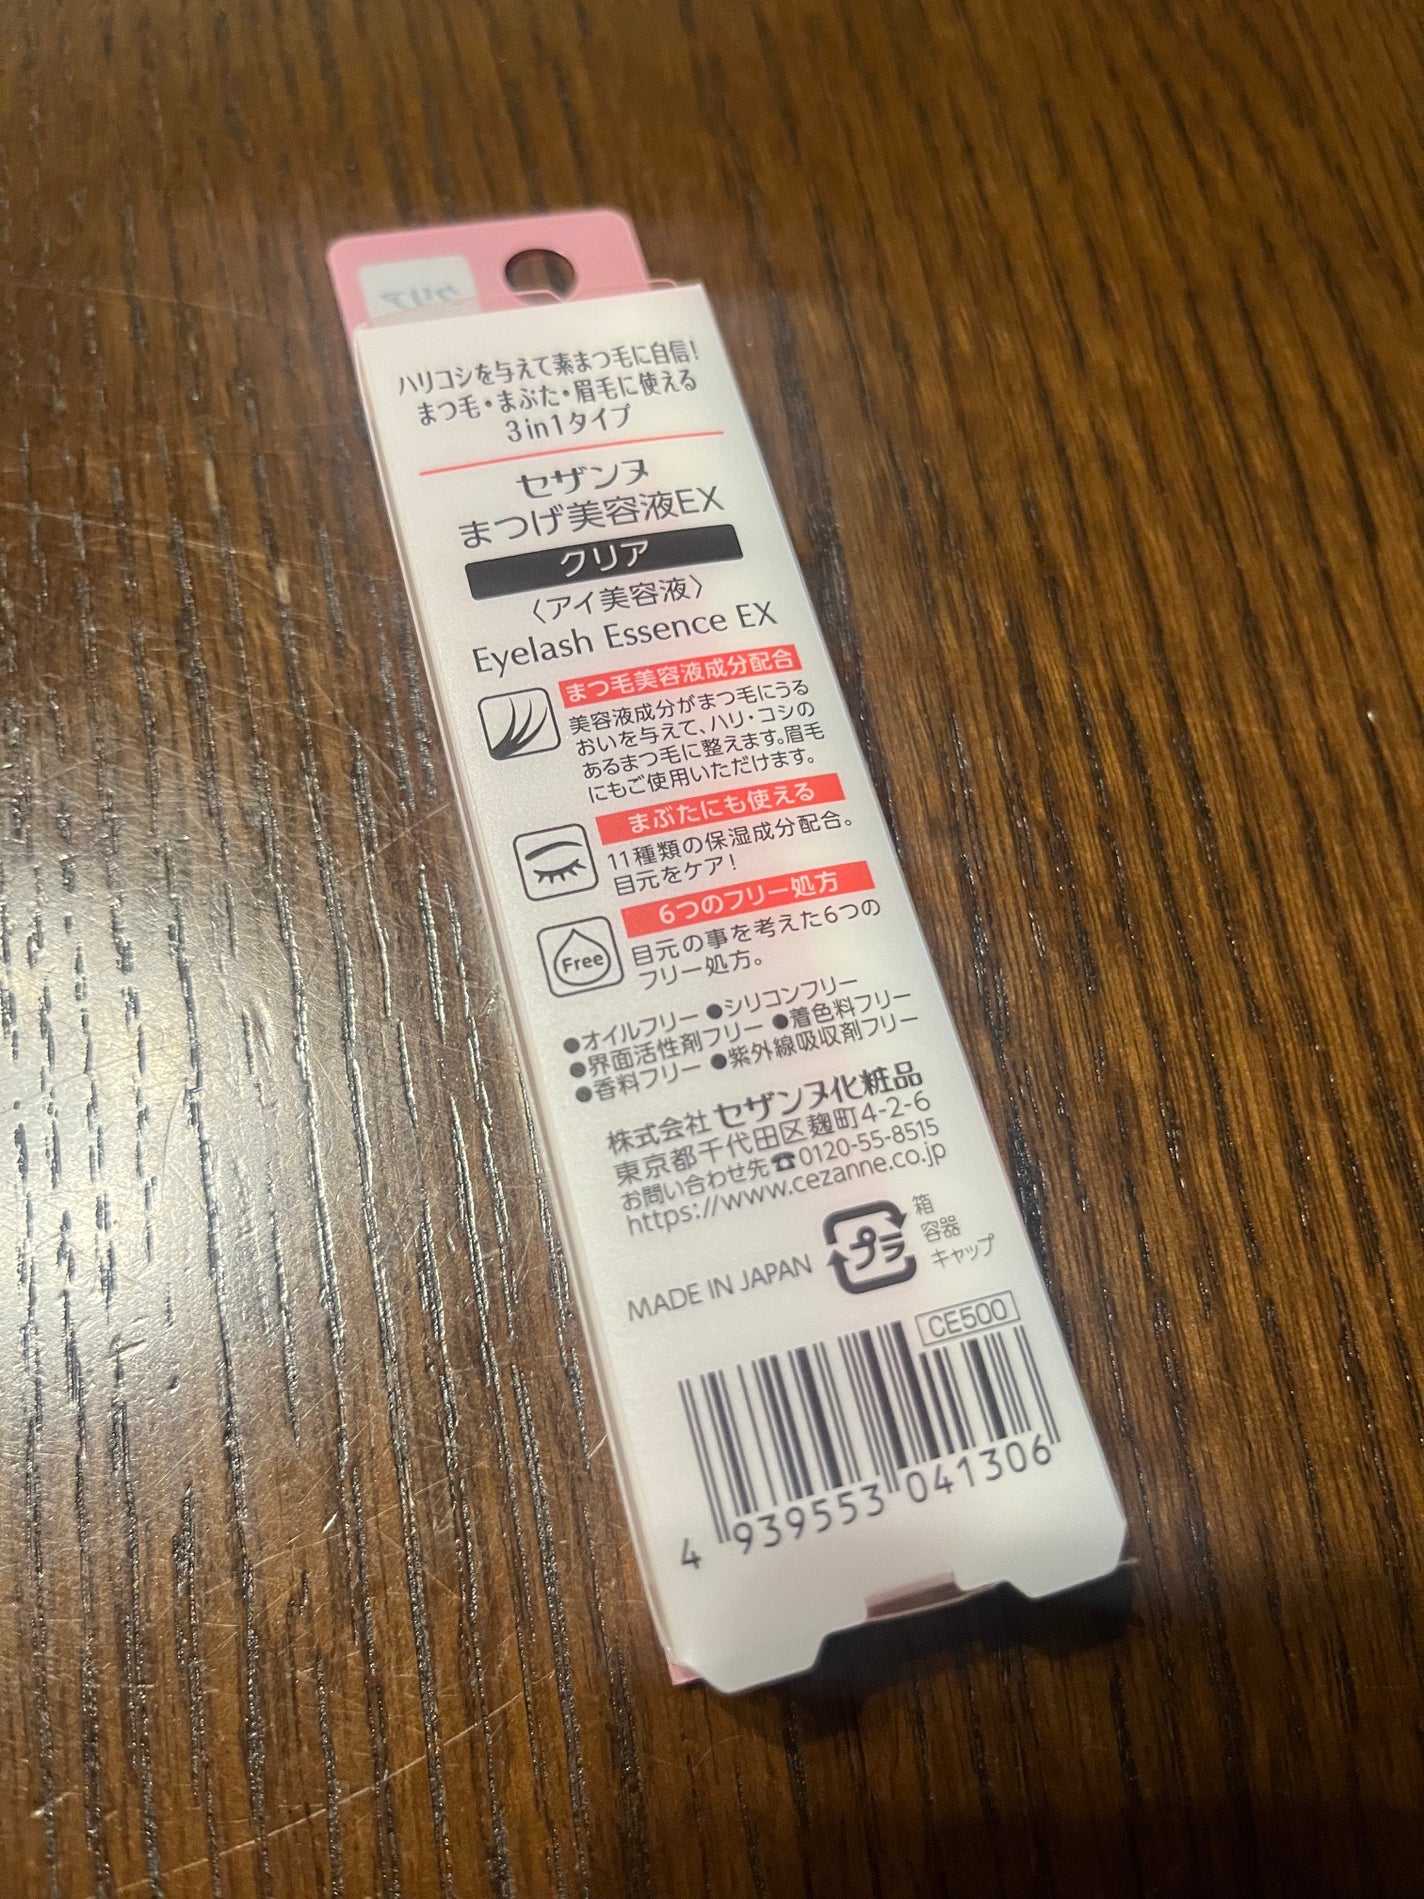 クリア
ハリコシを与えて素まつ毛に自信!
まつ毛・まぶた・眉毛に使える
3in1タイプ
セザンヌ
まつげ美容液EX
クリア
〈アイ美容液〉
Eyelash Essence EX
まつ毛美容液成分配合
美容液成分がまつ毛にうる
おいを与えて、ハリ・コシの
あるまつ毛に整えます。眉毛
にもご使用いただけます。
まぶたにも使える
11種類の保湿成分配合。
目元をケア!
6つのフリー処方
Free
目元の事を考えた6つの
フリー処方。
●オイルフリー ●シリコンフリー
●界面活性剤フリー ●着色料フリー
●香料フリー ●紫外線吸収剤フリー
株式会社 セザンヌ化粧品
東京都千代田区麹町4-2-6
お問い合わせ先☎0120-55-8515
https://www.cezanne.co.jp
MADE IN JAPAN
プラ
箱
容器
キャップ
CE500
4 939553 041306